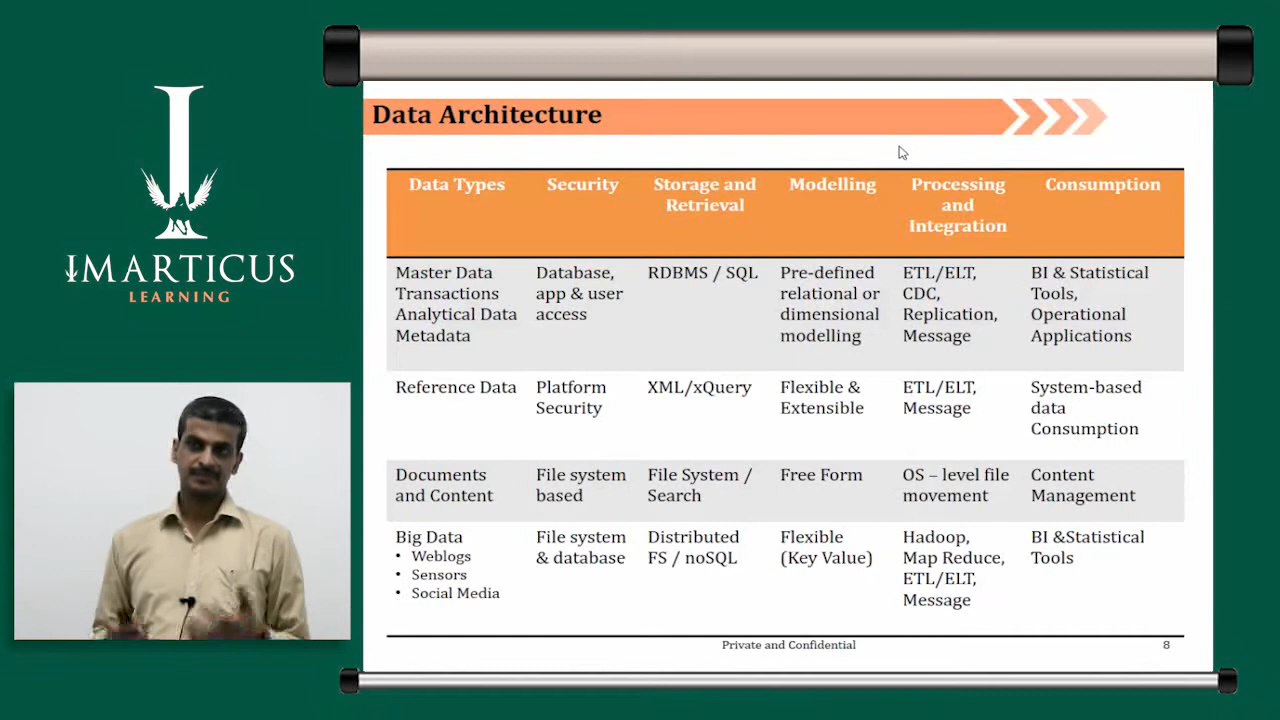 IMARTICUS
LEARNING
Data Architecture
Data Types
Security
Storage and
Retrieval
Modelling
Processing
and
Integration
Consumption
Master Data
Transactions
Analytical Data
Metadata
Database,
app & user
access
RDBMS / SQL
Pre-defined
relational or
dimensional
modelling
ETL/ELT,
CDC,
Replication,
Message
BI & Statistical
Tools,
Operational
Applications
Reference Data
Platform
Security
XML/xQuery
Flexible &
Extensible
ETL/ELT,
Message
System-based
data
Consumption
Documents
and Content
File system
based
File System /
Search
Free Form
OS – level file
movement
Content
Management
Big Data
• Weblogs
• Sensors
• Social Media
File system
& database
Distributed
FS / noSQL
Flexible
(Key Value)
Hadoop,
Map Reduce,
ETL/ELT,
Message
BI &Statistical
Tools
Private and Confidential
8